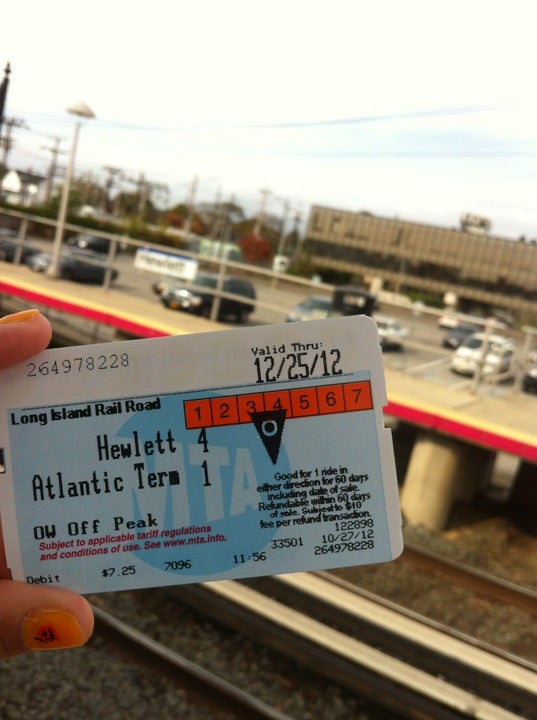 Hewlett
264978228
Valid Thru:
12/25/12
Long Island Rail Road
1 2 3 4 5 6 7
Hewlett 4
O
Atlantic Term 1
MTA
Good for 1 ride in
either direction for 60 days
including date of sale.
Refundable within 60 days
of sale. Subject to $10
fee per refund transaction.
OW Off Peak
Subject to applicable tariff regulations
and conditions of use. See www.mta.info.
122898
33501 10/27/12
Debit $7.25 7096 11:56 264978228